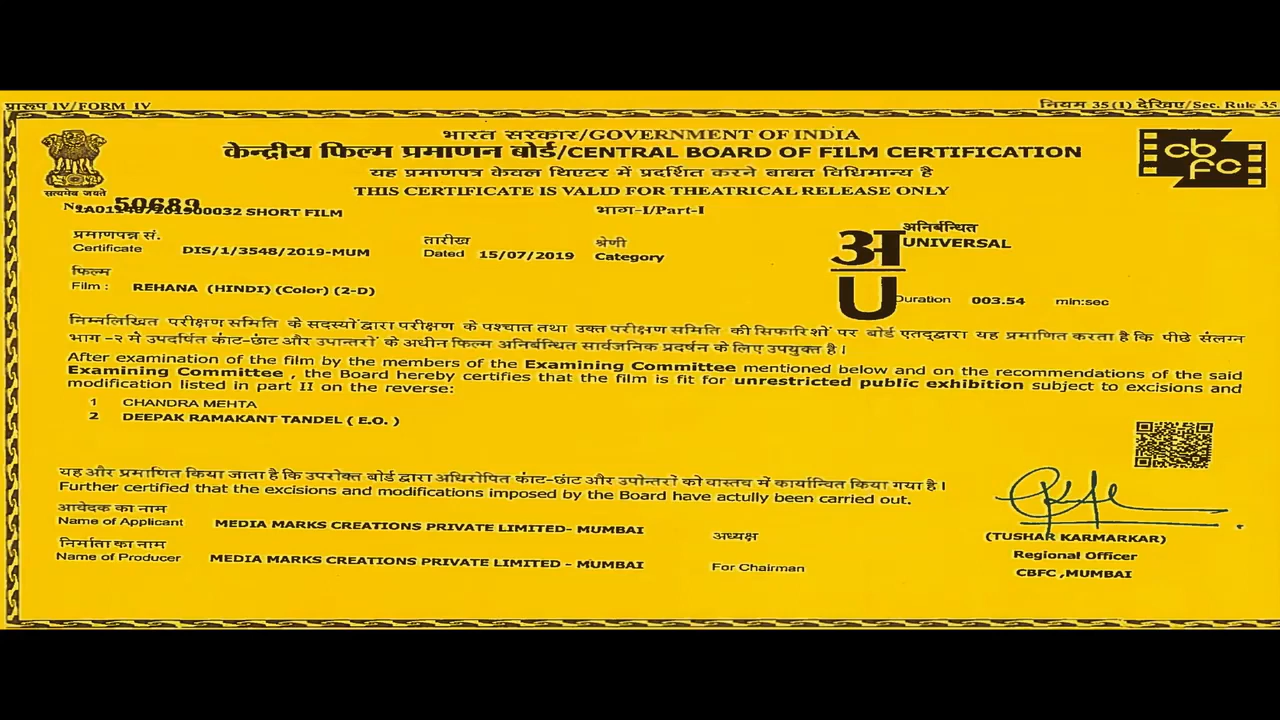 प्रारूप IV/FORM IV
नियम 35(1) देखिए/Sec. Rule 35
भारत सरकार/GOVERNMENT OF INDIA
केन्द्रीय फिल्म प्रमाणन बोर्ड/CENTRAL BOARD OF FILM CERTIFICATION
cb
fc
यह प्रमाणपत्र केवल थिएटर में प्रदर्शित करने बाबत विधिमान्य है
सत्यमेव जयते
THIS CERTIFICATE IS VALID FOR THEATRICAL RELEASE ONLY
50689
SHORT FILM
भाग-I/Part-I
प्रमाणपत्र सं.
Certificate DIS/1/3548/2019-MUM
तारीख
Dated 15/07/2019
श्रेणी
Category
अ
U
अनिर्बन्धित
UNIVERSAL
फिल्म
Film : REHANA (HINDI) (Color) (2-D)
Duration 003.54 min:sec
निम्नलिखित परीक्षण समिति के सदस्यों द्वारा परीक्षण के पश्चात तथा उक्त परीक्षण समिति की सिफारिशों पर बोर्ड एतद्द्वारा यह प्रमाणित करता है कि पीछे संलग्न
भाग -२ में उपदर्षित कांट-छांट और उपान्तरों के अधीन फिल्म अनिर्बन्धित सार्वजनिक प्रदर्षन के लिए उपयुक्त है।
After examination of the film by the members of the Examining Committee mentioned below and on the recommendations of the said
Examining Committee , the Board hereby certifies that the film is fit for unrestricted public exhibition subject to excisions and
modification listed in part II on the reverse:
1 CHANDRA MEHTA
2 DEEPAK RAMAKANT TANDEL ( E.O. )
यह और प्रमाणित किया जाता है कि उपरोक्त बोर्ड द्वारा अधिरोपित कांट-छांट और उपोन्तरो को वास्तव में कार्यान्वित किया गया है।
Further certified that the excisions and modifications imposed by the Board have actully been carried out.
आवेदक का नाम
Name of Applicant MEDIA MARKS CREATIONS PRIVATE LIMITED- MUMBAI
निर्माता का नाम
Name of Producer MEDIA MARKS CREATIONS PRIVATE LIMITED - MUMBAI
अध्यक्ष
For Chairman
(TUSHAR KARMARKAR)
Regional Officer
CBFC ,MUMBAI